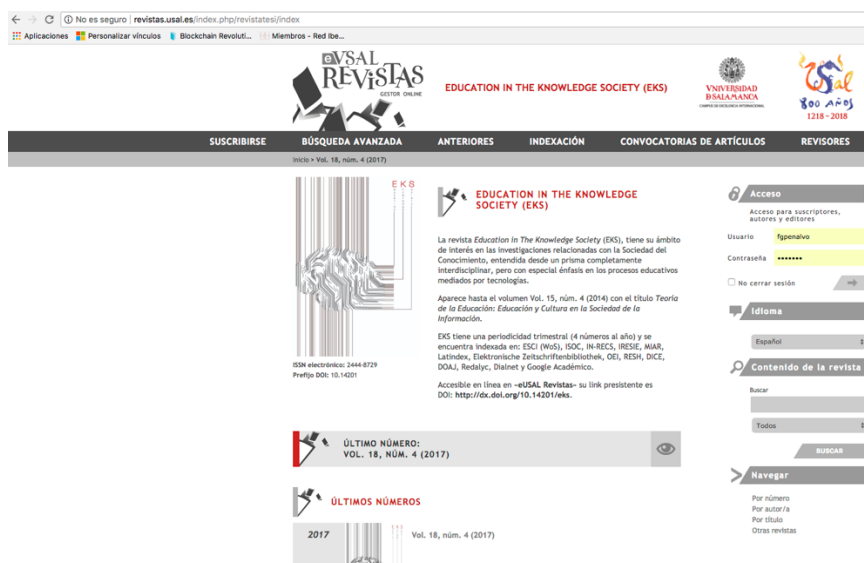 No es seguro | revistas.usal.es/index.php/revistatesi/index
Aplicaciones Personalizar vínculos Blockchain Revoluti... Miembros - Red Ibe...
eVSAL
REViSTAS
GESTOR ONLINE
EDUCATION IN THE KNOWLEDGE SOCIETY (EKS)
VNiVERSiDAD
D SALAMANCA
CAMPUS DE EXCELENCIA INTERNACIONAL
Usal
800 AÑOS
1218 ~ 2018
SUSCRIBIRSE BÚSQUEDA AVANZADA ANTERIORES INDEXACIÓN CONVOCATORIAS DE ARTÍCULOS REVISORES
Inicio > Vol. 18, núm. 4 (2017)
EKS
ISSN electrónico: 2444-8729
Prefijo DOI: 10.14201
EDUCATION IN THE KNOWLEDGE
SOCIETY (EKS)
La revista Education in The Knowledge Society (EKS), tiene su ámbito
de interés en las investigaciones relacionadas con la Sociedad del
Conocimiento, entendida desde un prisma completamente
interdisciplinar, pero con especial énfasis en los procesos educativos
mediados por tecnologías.
Aparece hasta el volumen Vol. 15, núm. 4 (2014) con el título Teoría
de la Educación: Educación y Cultura en la Sociedad de la
Información.
EKS tiene una periodicidad trimestral (4 números al año) y se
encuentra indexada en: ESCI (WoS), ISOC, IN-RECS, IRESIE, MIAR,
Latindex, Elektronische Zeitschriftenbibliothek, OEI, RESH, DICE,
DOAJ, Redalyc, Dialnet y Google Académico.
Accesible en línea en «eUSAL Revistas» su link presistente es
DOI: http://dx.doi.org/10.14201/eks.
ÚLTIMO NÚMERO:
VOL. 18, NÚM. 4 (2017)
ÚLTIMOS NÚMEROS
2017
EKS
Vol. 18, núm. 4 (2017)
Acceso
Acceso para suscriptores,
autores y editores
Usuario fgpenalvo
Contraseña •••••••
No cerrar sesión
Idioma
Español
Contenido de la revista
Buscar
Todos
BUSCAR
Navegar
Por número
Por autor/a
Por título
Otras revistas